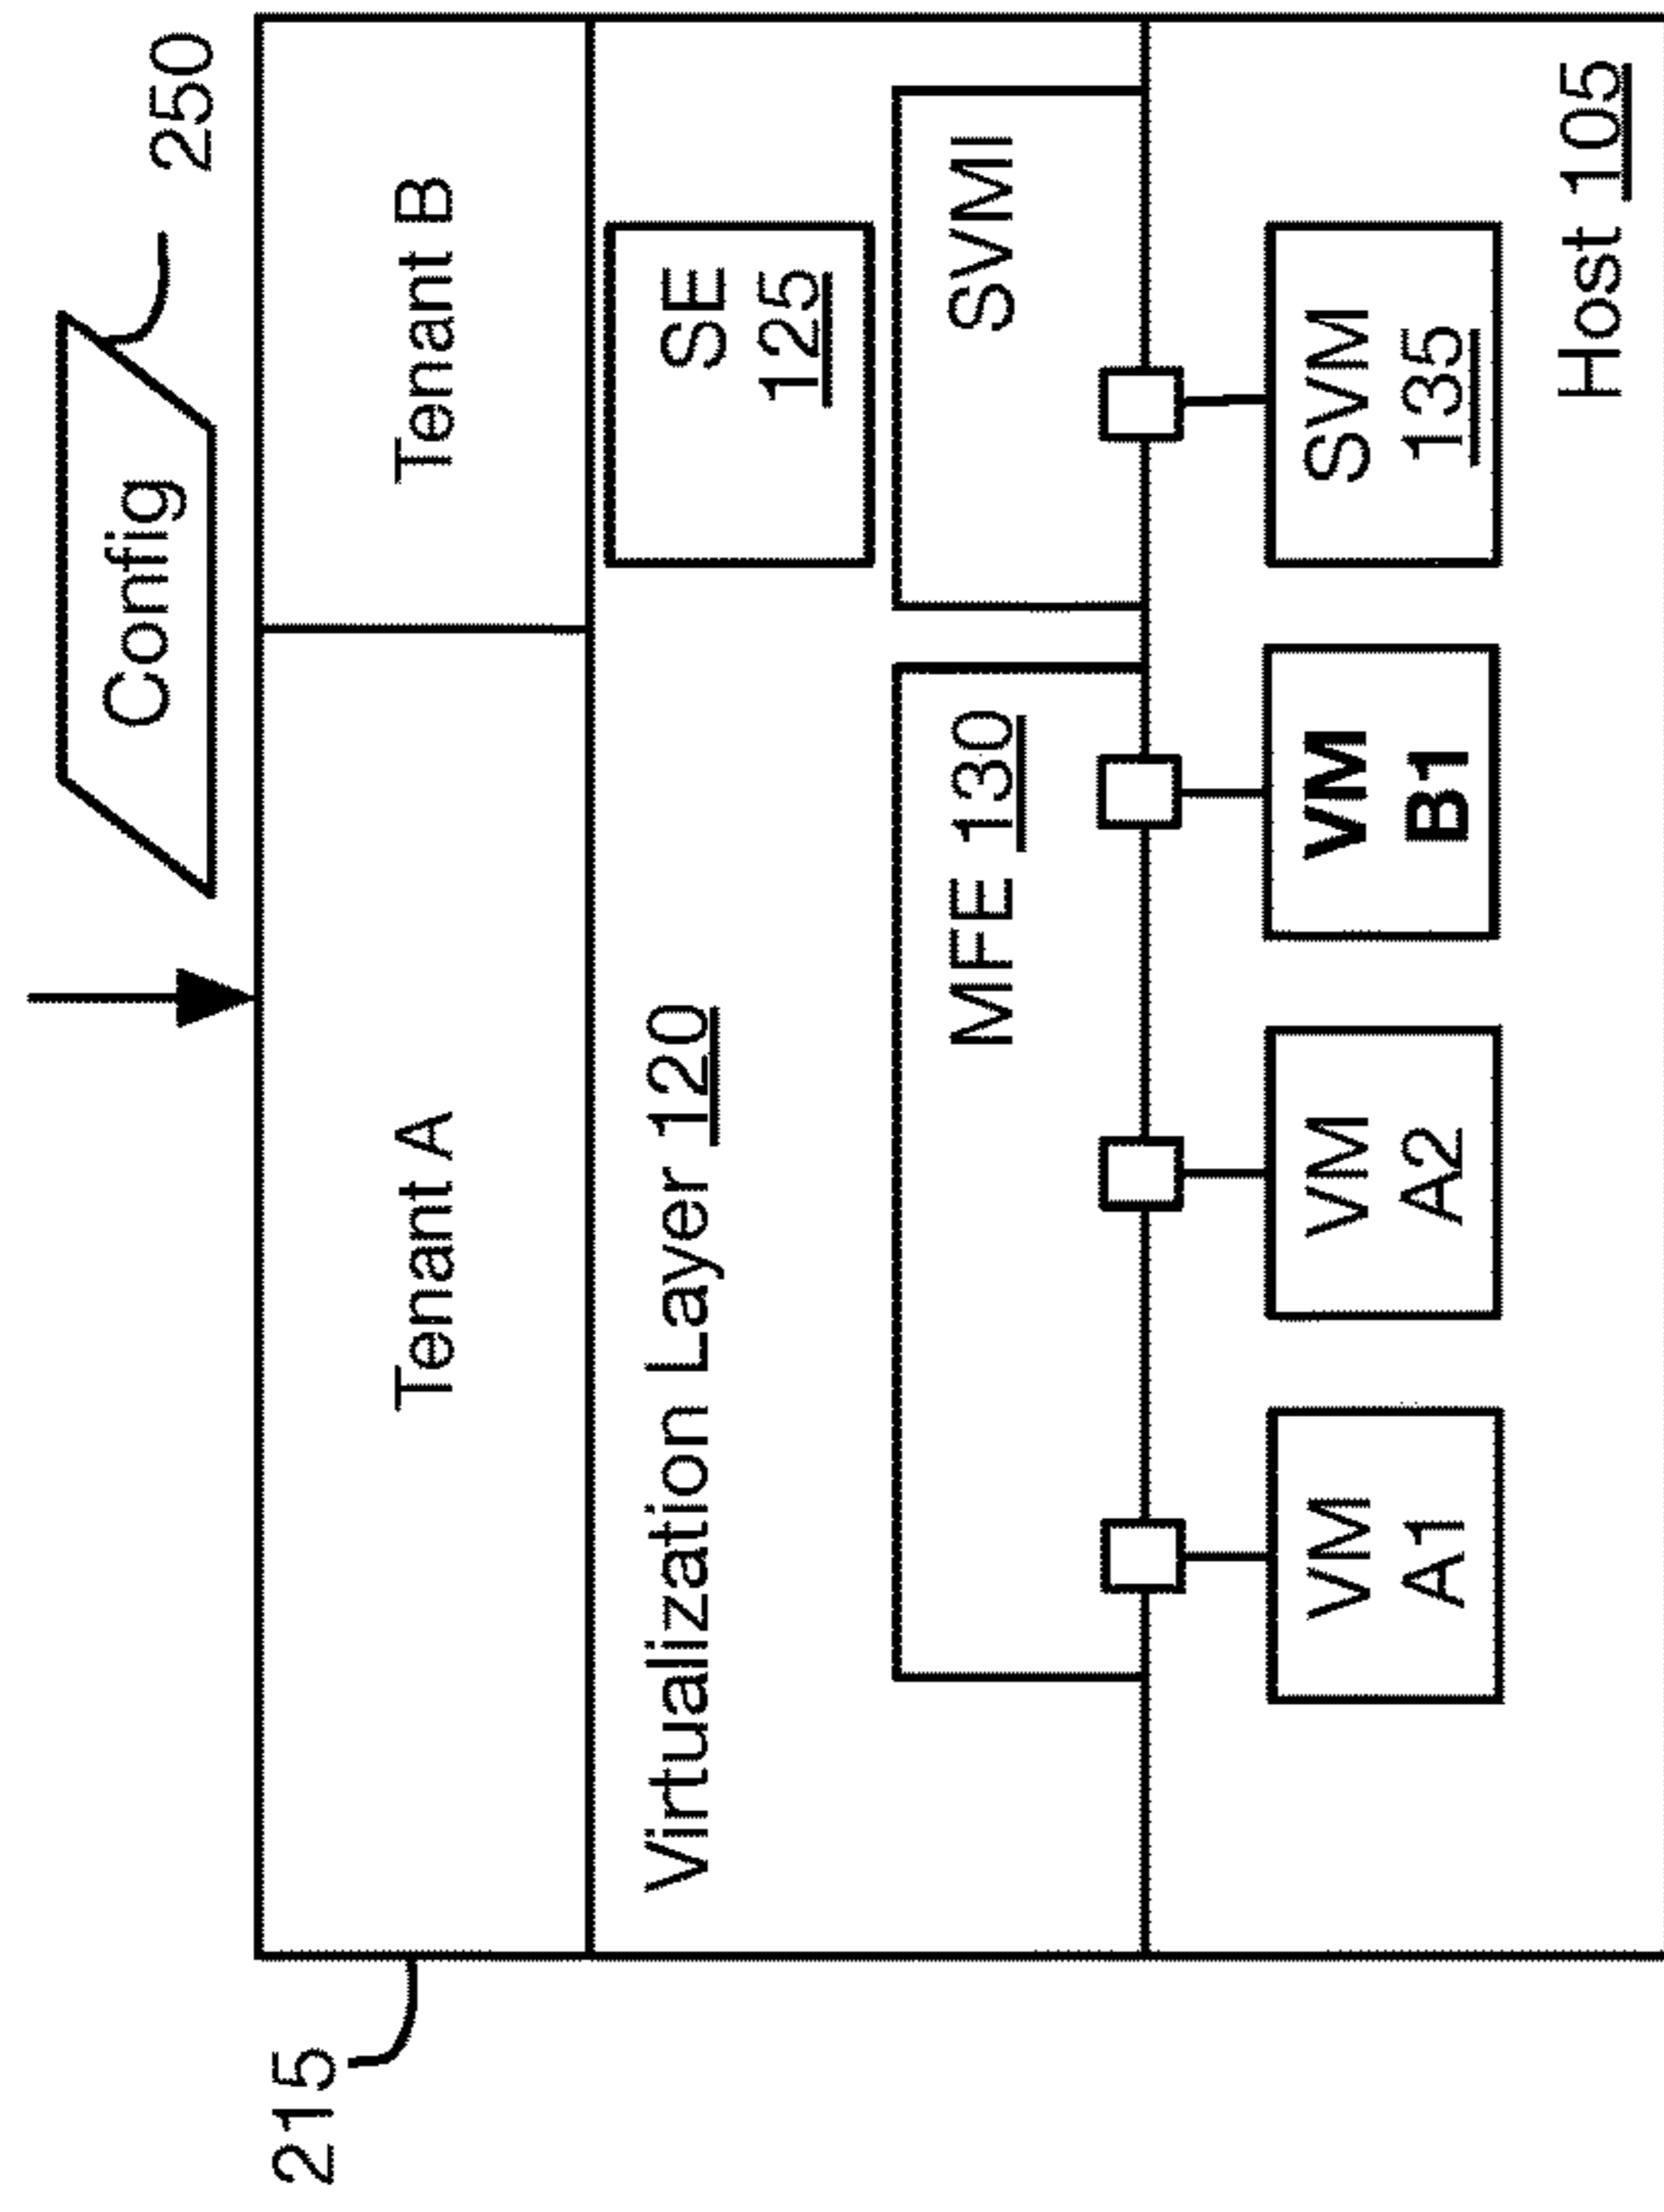 Config
250
215
Tenant A
Tenant B
Virtualization Layer 120
SE
125
MFE 130
SVMI
VM
A1
VM
A2
VM
B1
SVM
135
Host 105